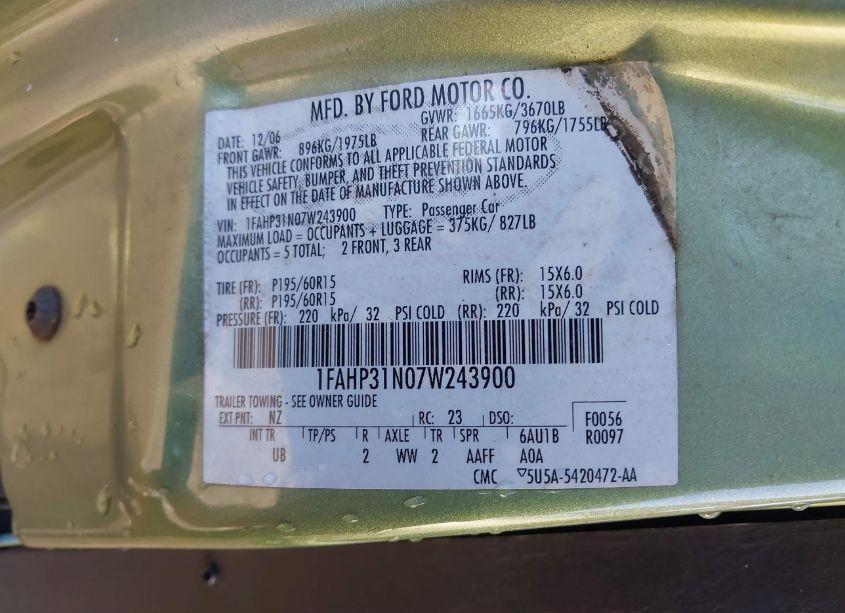 MFD. BY FORD MOTOR CO.
DATE: 12/06 GVWR: 1665KG/3670LB
FRONT GAWR: 896KG/1975LB REAR GAWR: 796KG/1755LB
THIS VEHICLE CONFORMS TO ALL APPLICABLE FEDERAL MOTOR
VEHICLE SAFETY, BUMPER, AND THEFT PREVENTION STANDARDS
IN EFFECT ON THE DATE OF MANUFACTURE SHOWN ABOVE.
VIN: 1FAHP31N07W243900 TYPE: Passenger Car
MAXIMUM LOAD = OCCUPANTS + LUGGAGE = 375KG/ 827LB
OCCUPANTS = 5 TOTAL; 2 FRONT, 3 REAR
TIRE (FR): P195/60R15 RIMS (FR): 15X6.0
(RR): P195/60R15 (RR): 15X6.0
PRESSURE (FR): 220 kPa/ 32 PSI COLD (RR): 220 kPa/ 32 PSI COLD
1FAHP31N07W243900
TRAILER TOWING - SEE OWNER GUIDE
EXT PNT: NZ RC: 23 DSO: F0056
INT TR TP/PS R AXLE TR SPR 6AU1B R0097
UB 2 WW 2 AAFF A0A
CMC ▽5U5A-5420472-AA